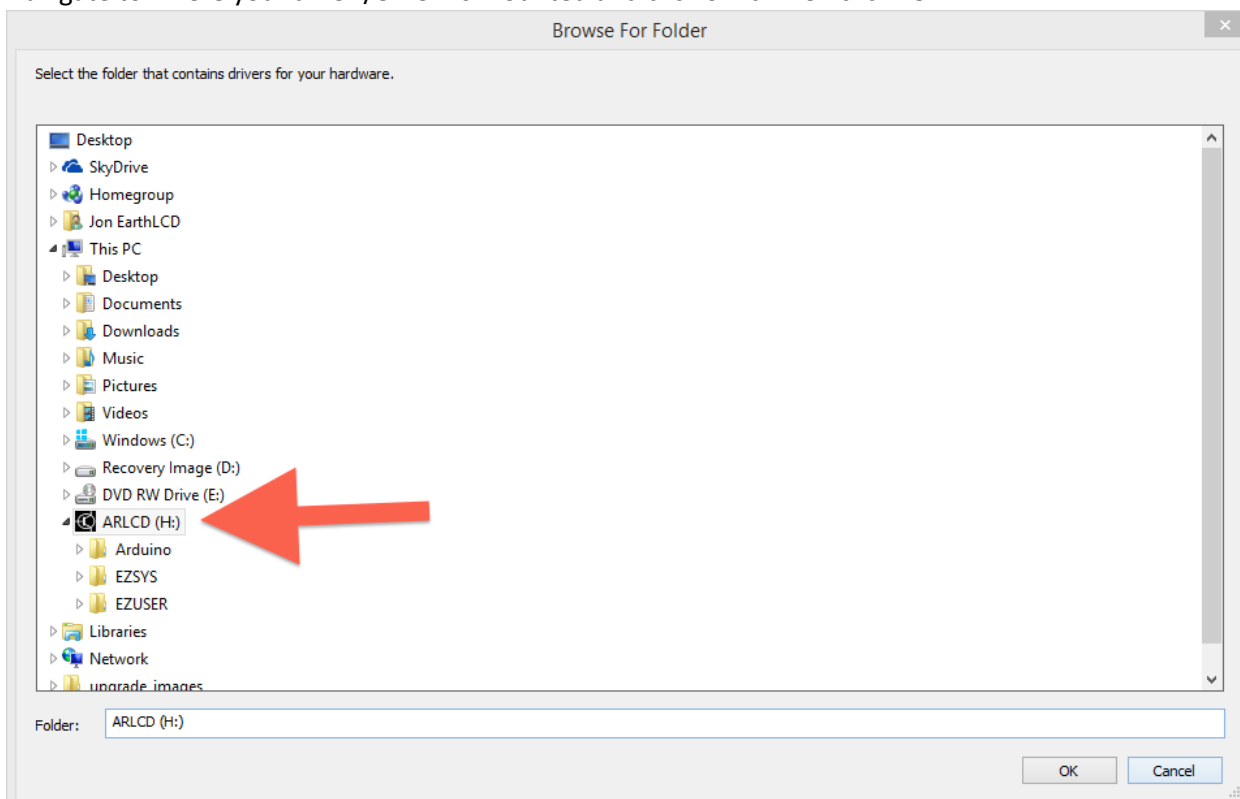 Browse For Folder
Select the folder that contains drivers for your hardware.
Desktop
SkyDrive
Homegroup
Jon EarthLCD
This PC
Desktop
Documents
Downloads
Music
Pictures
Videos
Windows (C:)
Recovery Image (D:)
DVD RW Drive (E:)
ARLCD (H:)
Arduino
EZSYS
EZUSER
Libraries
Network
upgrade_images
Folder: ARLCD (H:)
OK Cancel